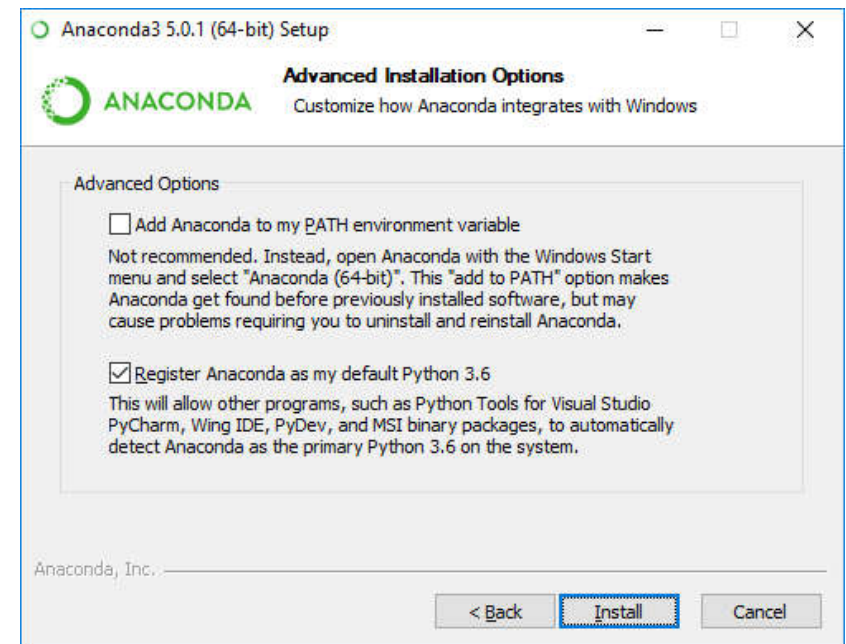 Anaconda3 5.0.1 (64-bit) Setup
ANACONDA
Advanced Installation Options
Customize how Anaconda integrates with Windows
Advanced Options
Add Anaconda to my PATH environment variable
Not recommended. Instead, open Anaconda with the Windows Start
menu and select "Anaconda (64-bit)". This "add to PATH" option makes
Anaconda get found before previously installed software, but may
cause problems requiring you to uninstall and reinstall Anaconda.
Register Anaconda as my default Python 3.6
This will allow other programs, such as Python Tools for Visual Studio
PyCharm, Wing IDE, PyDev, and MSI binary packages, to automatically
detect Anaconda as the primary Python 3.6 on the system.
Anaconda, Inc.
< Back
Install
Cancel